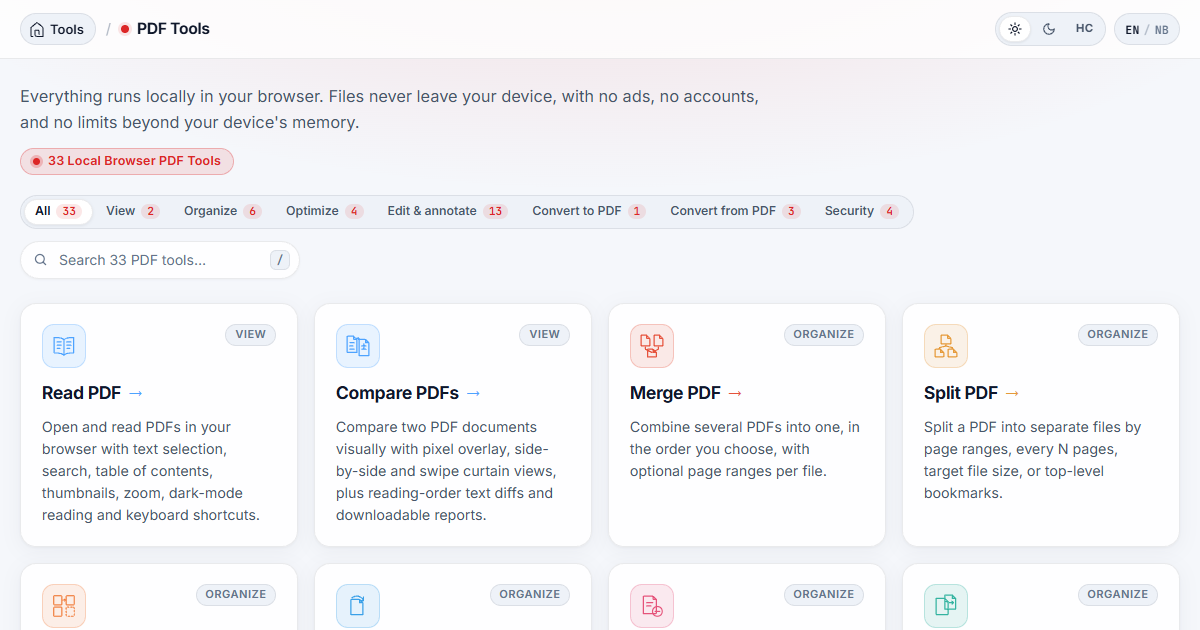 Tools / PDF Tools
HC
EN / NB
Everything runs locally in your browser. Files never leave your device, with no ads, no accounts,
and no limits beyond your device's memory.
33 Local Browser PDF Tools
All 33 View 2 Organize 6 Optimize 4 Edit & annotate 13 Convert to PDF 1 Convert from PDF 3 Security 4
Search 33 PDF tools... /
VIEW
Read PDF →
Open and read PDFs in your
browser with text selection,
search, table of contents,
thumbnails, zoom, dark-mode
reading and keyboard shortcuts.
VIEW
Compare PDFs →
Compare two PDF documents
visually with pixel overlay, side-
by-side and swipe curtain views,
plus reading-order text diffs and
downloadable reports.
ORGANIZE
Merge PDF →
Combine several PDFs into one, in
the order you choose, with
optional page ranges per file.
ORGANIZE
Split PDF →
Split a PDF into separate files by
page ranges, every N pages,
target file size, or top-level
bookmarks.
ORGANIZE
ORGANIZE
ORGANIZE
ORGANIZE